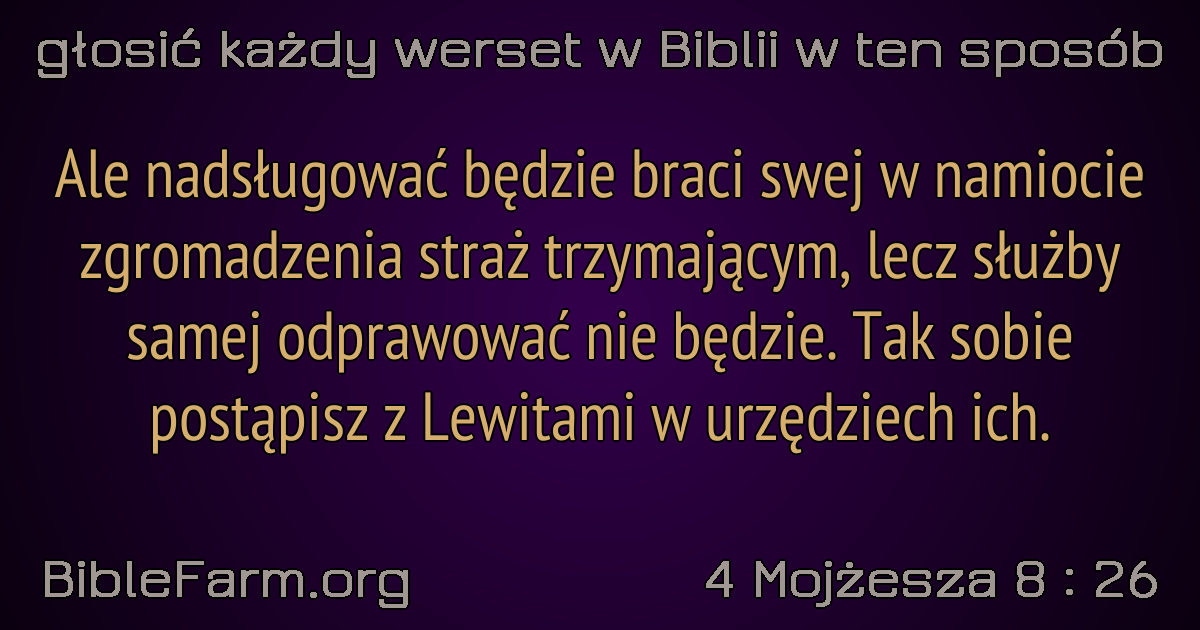 głosić każdy werset w Biblii w ten sposób
Ale nadsługować będzie braci swej w namiocie
zgromadzenia straż trzymającym, lecz służby
samej odprawować nie będzie. Tak sobie
postąpisz z Lewitami w urzędziech ich.
BibleFarm.org
4 Mojżesza 8 : 26